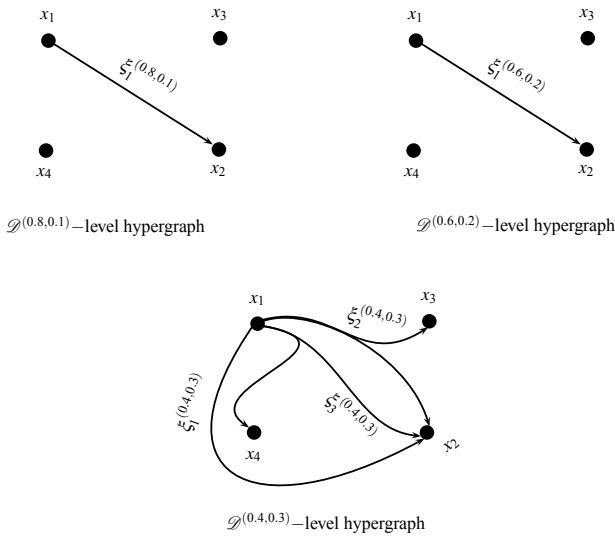 x₁ x₃ x₁ x₃
ξ₁^(0.8,0.1) ξ₁^(0.6,0.2)
x₄ x₂ x₄ x₂
𝒟^(0.8,0.1)−level hypergraph 𝒟^(0.6,0.2)−level hypergraph
x₁ x₃
ξ₂^(0.4,0.3)
ξ₁^(0.4,0.3) ξ₃^(0.4,0.3)
x₄ x₂
𝒟^(0.4,0.3)−level hypergraph